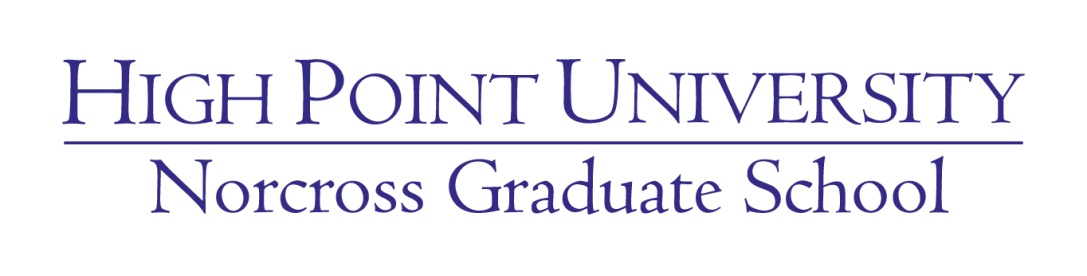 HIGH POINT UNIVERSITY
Norcross Graduate School